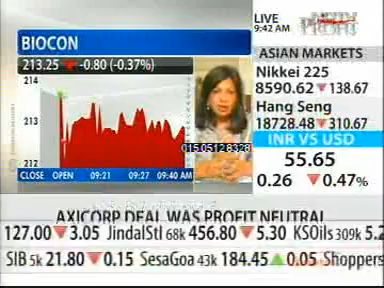 LIVE
9:42 AM
NDTV PROFIT
BIOCON
213.25 -0.80 (-0.37%)
214
213
212
CLOSE OPEN 09:21 09:27 09:40 AM
ASIAN MARKETS
Nikkei 225
8590.62 138.67
Hang Seng
18728.48 310.67
INR VS USD
55.65
0.26 0.47%
AXICORP DEAL WAS PROFIT NEUTRAL
127.00 3.05 JindalStl 68k 456.80 5.30 KSOils 309k 5.2
SIB 5k 21.80 0.15 SesaGoa 43k 184.45 0.05 Shoppers